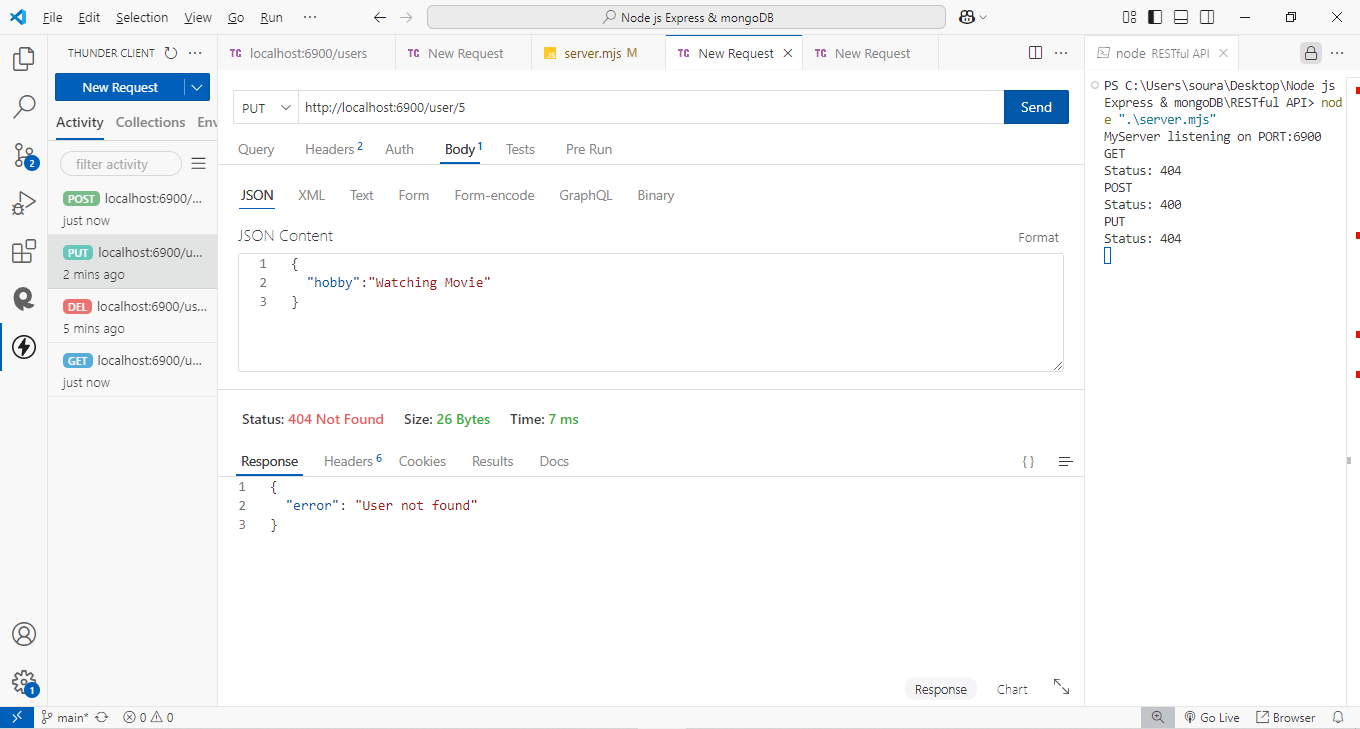 File Edit Selection View Go Run ··· Node js Express & mongoDB
THUNDER CLIENT
New Request
Activity Collections Env
filter activity
POST localhost:6900/...
just now
PUT localhost:6900/u...
2 mins ago
DEL localhost:6900/us...
5 mins ago
GET localhost:6900/u...
just now
2
1
TC localhost:6900/users
TC New Request
JS server.mjs M
TC New Request
TC New Request
PUT http://localhost:6900/user/5 Send
Query Headers 2 Auth Body 1 Tests Pre Run
JSON XML Text Form Form-encode GraphQL Binary
JSON Content Format
1 {
2 "hobby":"Watching Movie"
3 }
Status: 404 Not Found Size: 26 Bytes Time: 7 ms
Response Headers 6 Cookies Results Docs { }
1 {
2 "error": "User not found"
3 }
Response Chart
node RESTful API
PS C:\Users\soura\Desktop\Node js
Express & mongoDB\RESTful API> nod
e ".\server.mjs"
MyServer listening on PORT:6900
GET
Status: 404
POST
Status: 400
PUT
Status: 404
main* 0 0 Go Live Browser